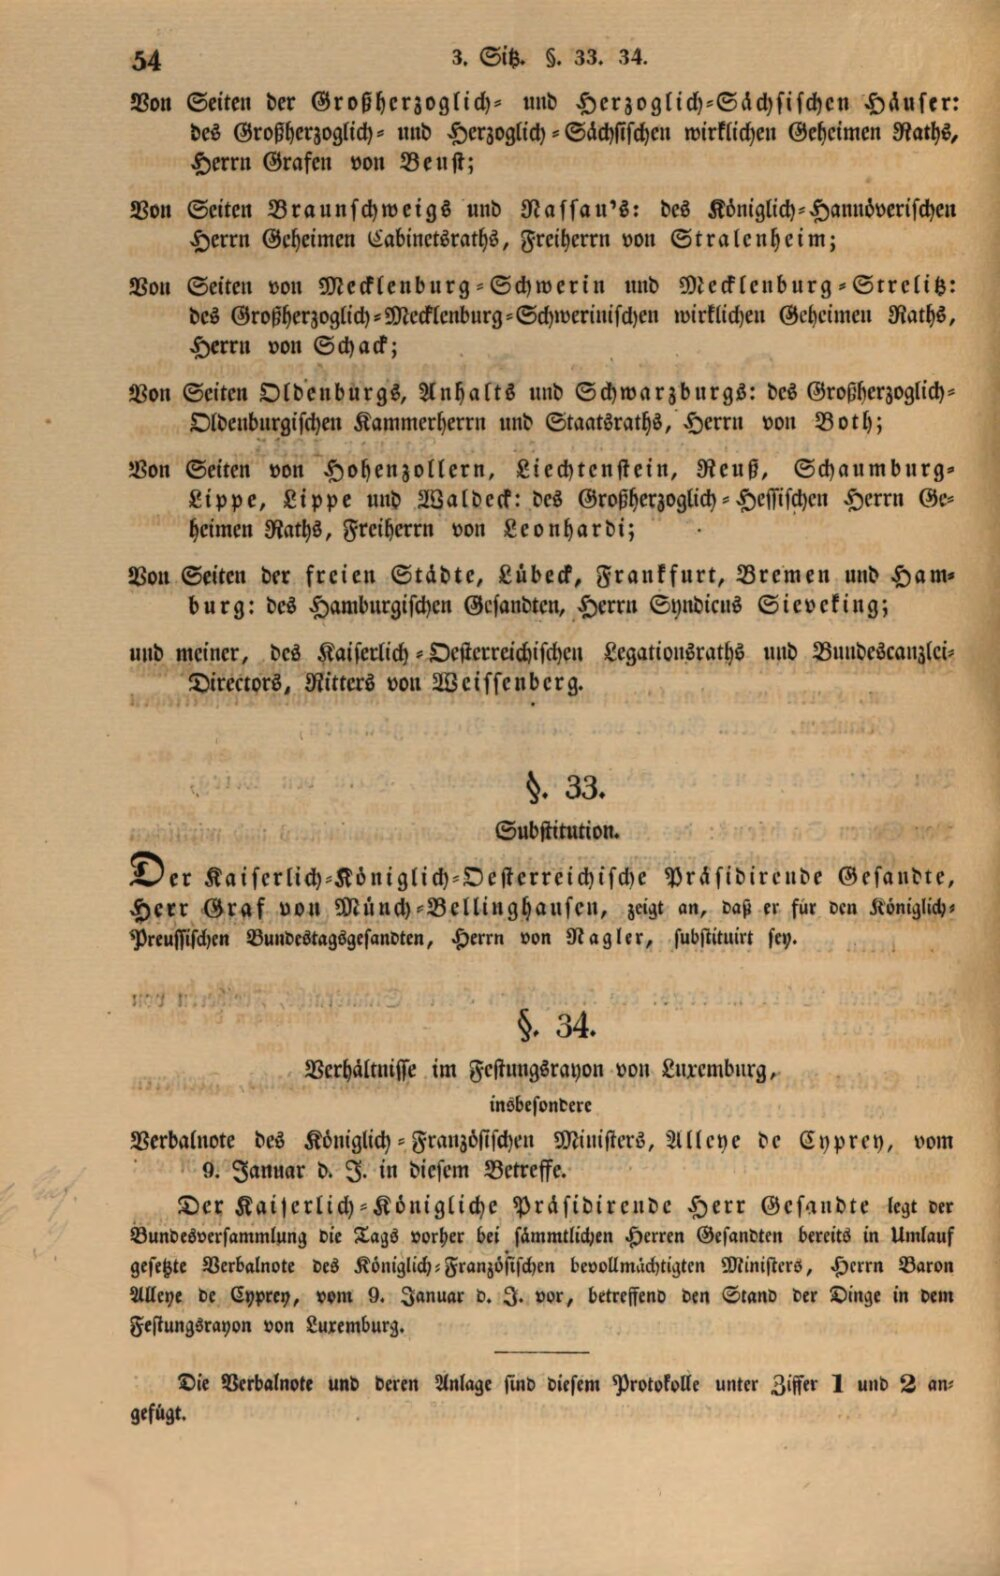 54
3. Sitz. §. 33. 34.
Von Seiten der Großherzoglich- und Herzoglich-Sächsischen Häuser:
des Großherzoglich- und Herzoglich-Sächsischen wirklichen Geheimen Raths,
Herrn Grafen von Beust;
Von Seiten Braunschweigs und Nassau's: des Königlich-Hannöverischen
Herrn Geheimen Cabinetsraths, Freiherrn von Stralenheim;
Von Seiten von Mecklenburg-Schwerin und Mecklenburg-Strelitz:
des Großherzoglich-Mecklenburg-Schwerinischen wirklichen Geheimen Raths,
Herrn von Schack;
Von Seiten Oldenburgs, Anhalts und Schwarzburgs: des Großherzoglich-
Oldenburgischen Kammerherrn und Staatsraths, Herrn von Both;
Von Seiten von Hohenzollern, Liechtenstein, Reuß, Schaumburg-
Lippe, Lippe und Waldeck: des Großherzoglich-Hessischen Herrn Ge-
heimen Raths, Freiherrn von Leonhardi;
Von Seiten der freien Städte, Lübeck, Frankfurt, Bremen und Ham-
burg: des Hamburgischen Gesandten, Herrn Syndicus Sieveking;
und meiner, des Kaiserlich-Oesterreichischen Legationsraths und Bundescanzlei-
Directors, Ritters von Weissenberg.
§. 33.
Substitution.
Der Kaiserlich-Königlich-Oesterreichische Präsidirende Gesandte,
Herr Graf von Münch-Bellinghausen, zeigt an, daß er für den Königlich-
Preussischen Bundestagsgesandten, Herrn von Nagler, substituirt sey.
§. 34.
Verhältnisse im Festungsrayon von Luxemburg,
insbesondere
Verbalnote des Königlich-Französischen Ministers, Alleye de Cyprey, vom
9. Januar d. J. in diesem Betreffe.
Der Kaiserlich-Königliche Präsidirende Herr Gesandte legt der
Bundesversammlung die Tags vorher bei sämmtlichen Herren Gesandten bereits in Umlauf
gesetzte Verbalnote des Königlich-Französischen bevollmächtigten Ministers, Herrn Baron
Alleye de Cyprey, vom 9. Januar d. J. vor, betreffend den Stand der Dinge in dem
Festungsrayon von Luxemburg.
Die Verbalnote und deren Anlage sind diesem Protokolle unter Ziffer 1 und 2 an-
gefügt.